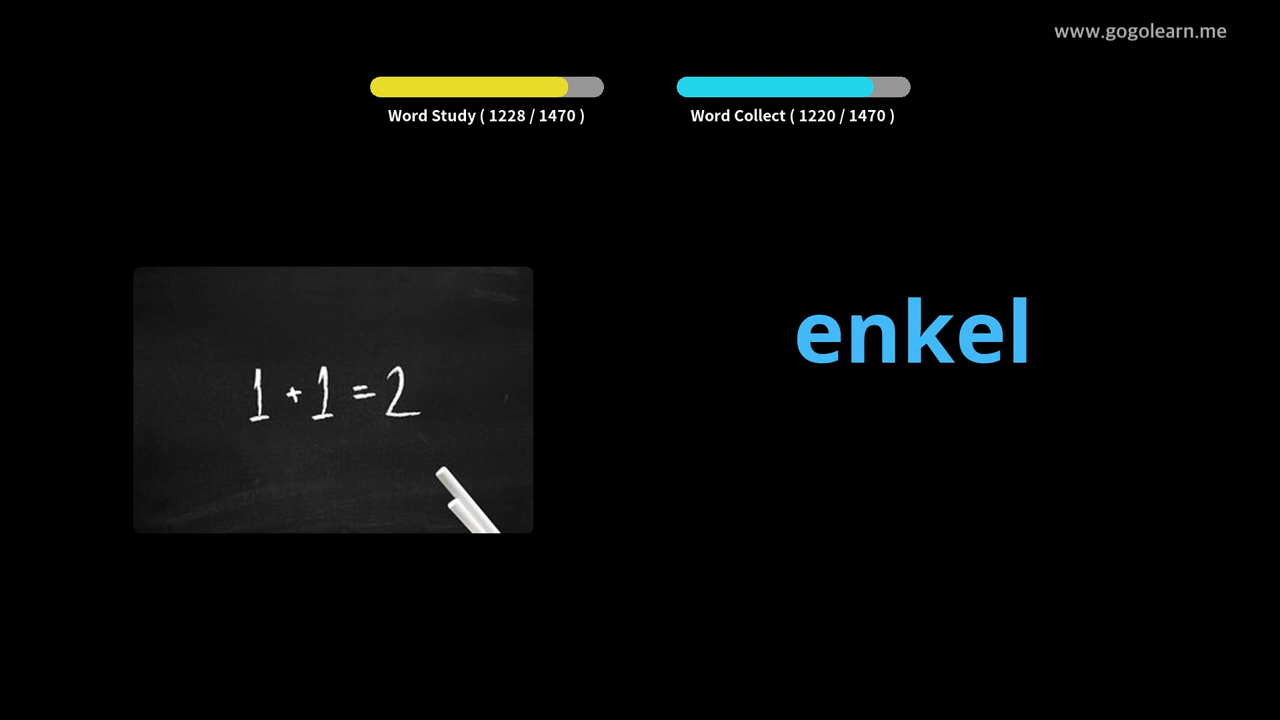 www.gogolearn.me
Word Study ( 1228 / 1470 )
Word Collect ( 1220 / 1470 )
enkel
1 + 1 = 2